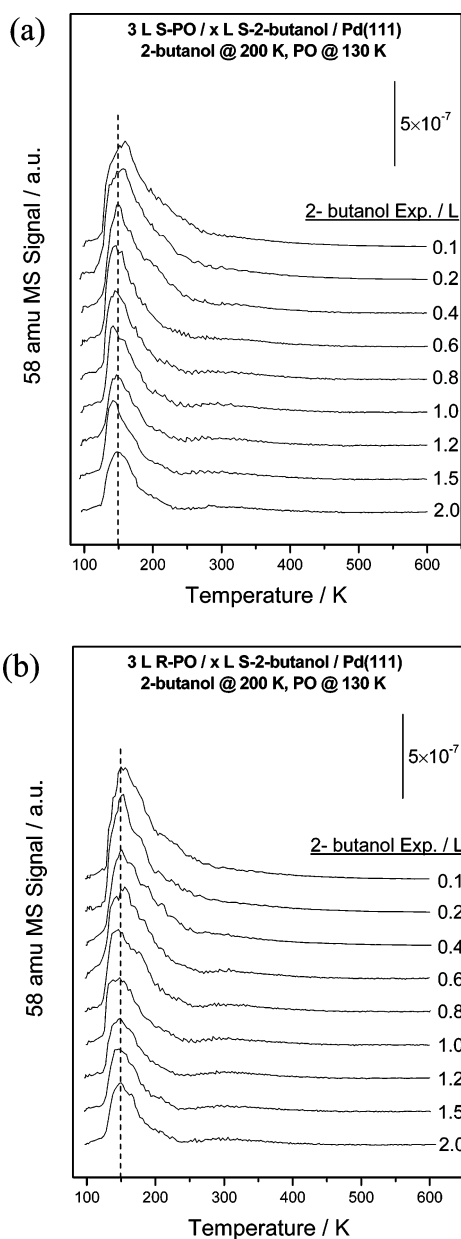 (a)
3 L S-PO / x L S-2-butanol / Pd(111)
2-butanol @ 200 K, PO @ 130 K
5×10-7
2- butanol Exp. / L
0.1
0.2
0.4
0.6
0.8
1.0
1.2
1.5
2.0
58 amu MS Signal / a.u.
100 200 300 400 500 600
Temperature / K
(b)
3 L R-PO / x L S-2-butanol / Pd(111)
2-butanol @ 200 K, PO @ 130 K
5×10-7
2- butanol Exp. / L
0.1
0.2
0.4
0.6
0.8
1.0
1.2
1.5
2.0
58 amu MS Signal / a.u.
100 200 300 400 500 600
Temperature / K